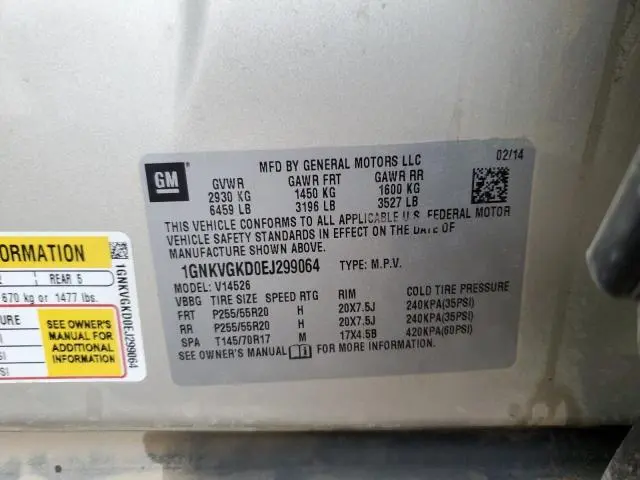 02/14
MFD BY GENERAL MOTORS LLC
GM
GVWR GAWR FRT GAWR RR
2930 KG 1450 KG 1600 KG
6459 LB 3196 LB 3527 LB
THIS VEHICLE CONFORMS TO ALL APPLICABLE U.S. FEDERAL MOTOR
VEHICLE SAFETY STANDARDS IN EFFECT ON THE DATE OF
MANUFACTURE SHOWN ABOVE.
1GNKVGKD0EJ299064 TYPE: M.P.V.
MODEL: V14526
VBBG TIRE SIZE SPEED RTG RIM COLD TIRE PRESSURE
FRT P255/55R20 H 20X7.5J 240KPA(35PSI)
RR P255/55R20 H 20X7.5J 240KPA(35PSI)
SPA T145/70R17 M 17X4.5B 420KPA(60PSI)
SEE OWNER'S MANUAL FOR MORE INFORMATION
ORMATION
REAR 5
670 kg or 1477 lbs.
SEE OWNER'S
MANUAL FOR
ADDITIONAL
INFORMATION
1GNKVGKD0EJ299064